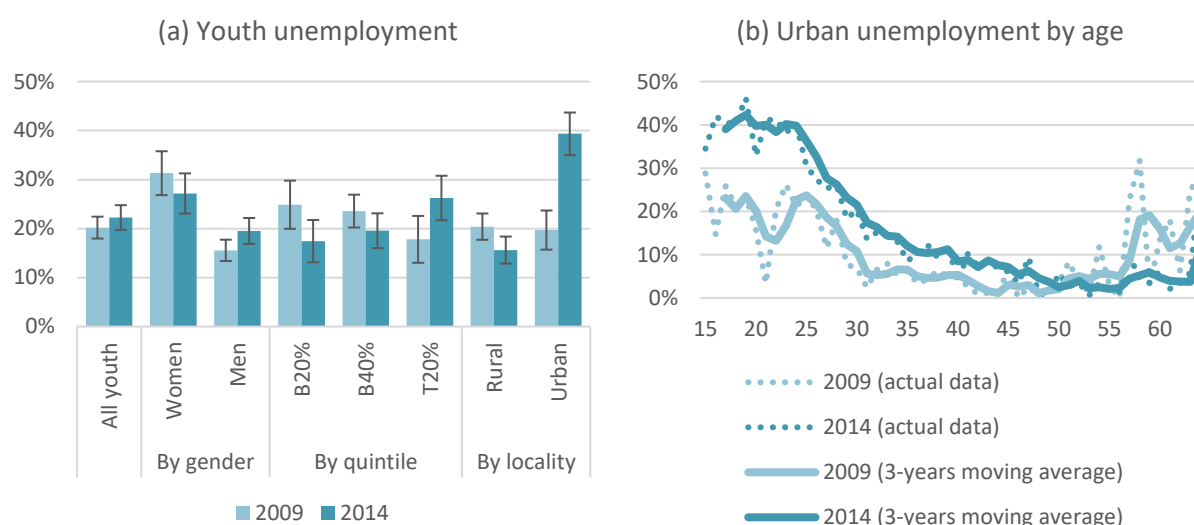 (a) Youth unemployment
50%
40%
30%
20%
10%
0%
All youth
Women
Men
B20%
B40%
T20%
Rural
Urban
By gender
By quintile
By locality
2009
2014
(b) Urban unemployment by age
50%
40%
30%
20%
10%
0%
15 20 25 30 35 40 45 50 55 60
2009 (actual data)
2014 (actual data)
2009 (3-years moving average)
2014 (3-years moving average)